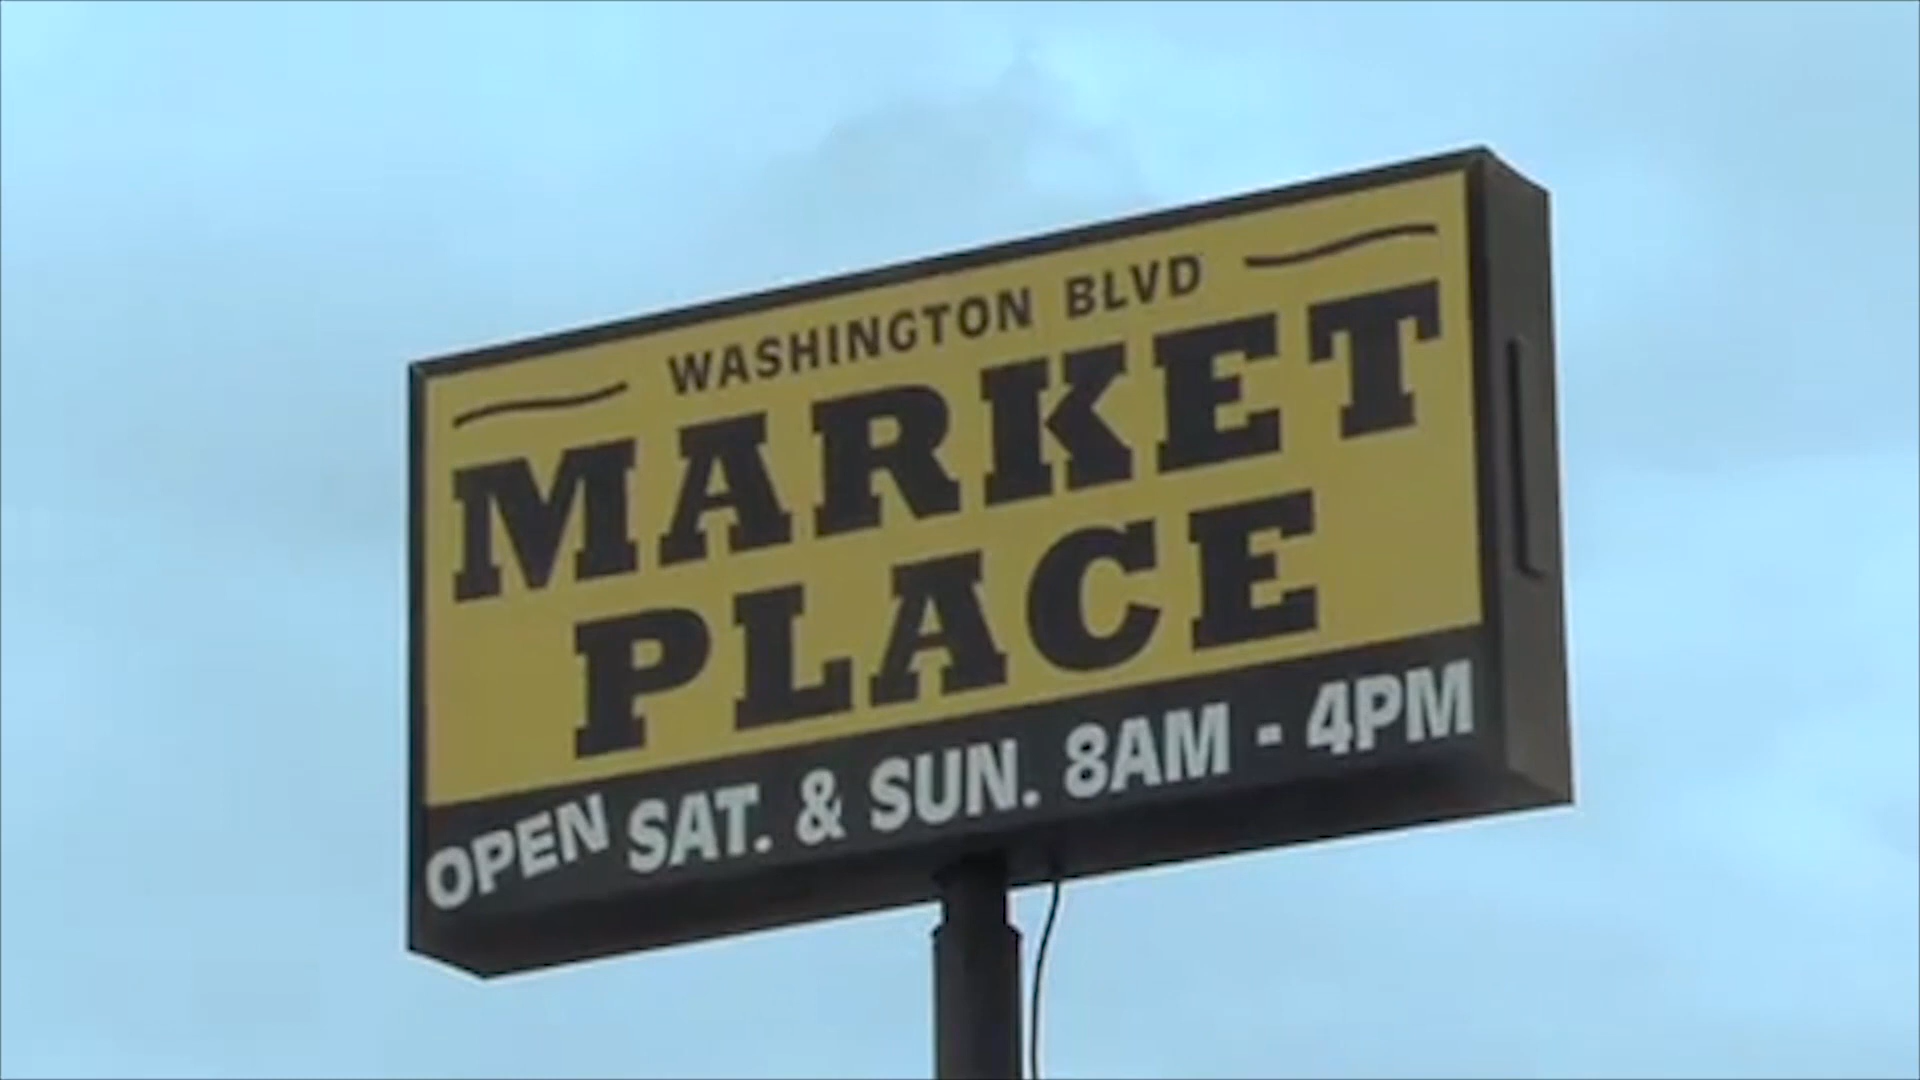 WASHINGTON BLVD
MARKET
PLACE
OPEN SAT. & SUN. 8AM - 4PM